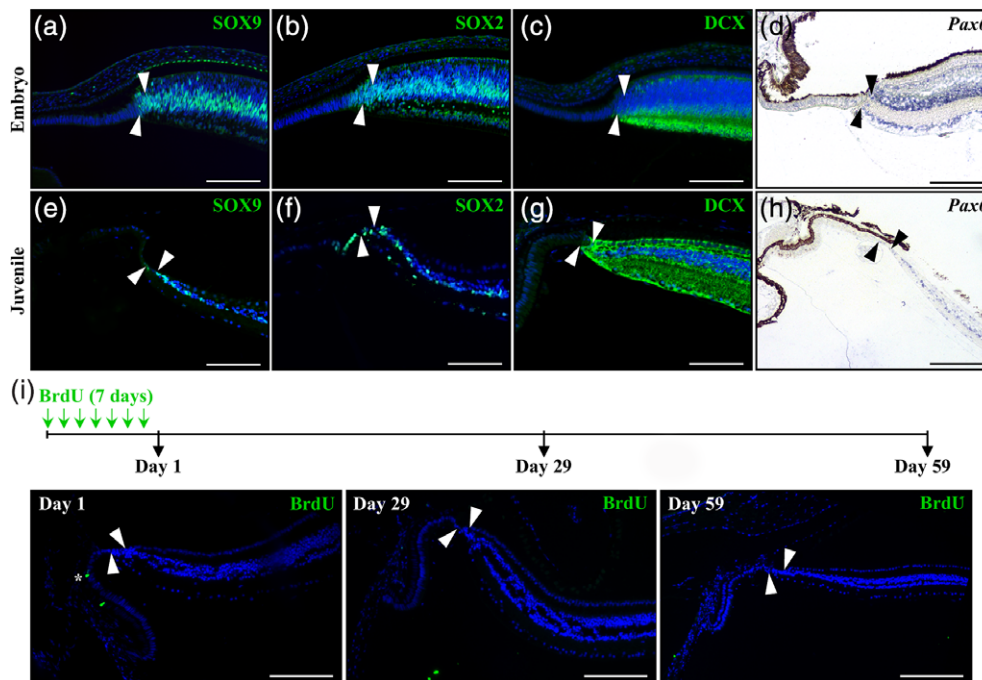 (a) SOX9
(b) SOX2
(c) DCX
(d) Pax6
Embryo
(e) SOX9
(f) SOX2
(g) DCX
(h) Pax6
Juvenile
(i)
BrdU (7 days)
Day 1
Day 29
Day 59
Day 1 BrdU
*
Day 29 BrdU
Day 59 BrdU